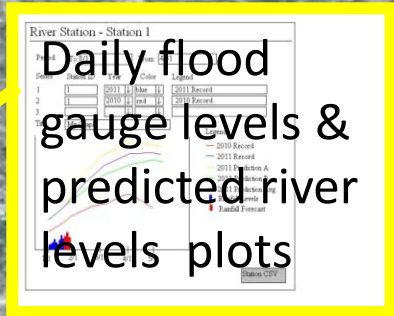 River Station - Station 1
Daily flood
Series Station ID Year Color Legend
1 1 2011 blue 2011 Record
2 2010 red 2010 Record
3
gauge levels &
2010 Record
2011 Record
2011 Prediction A
predicted river
Rainfall Forecast
levels plots
Station CSV